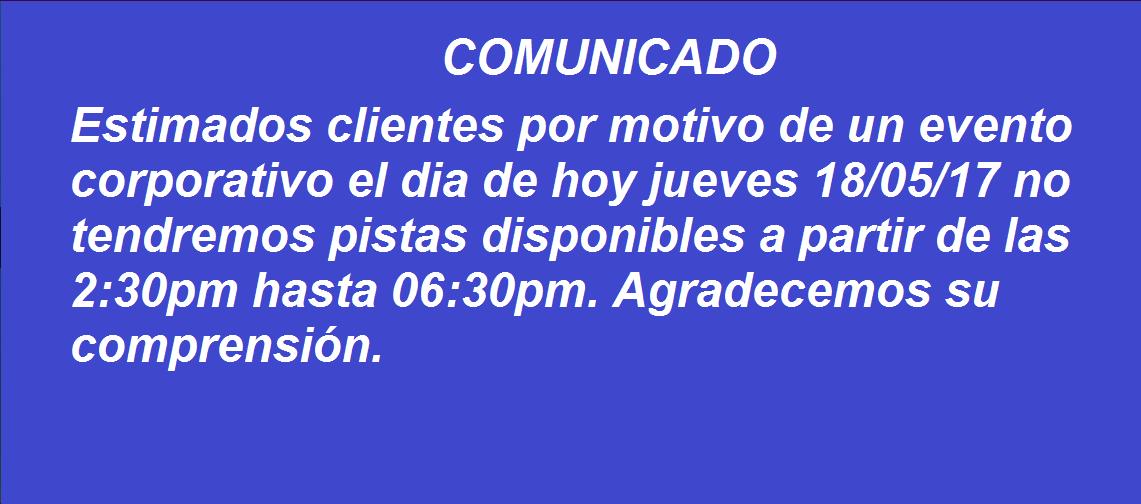 COMUNICADO
Estimados clientes por motivo de un evento
corporativo el dia de hoy jueves 18/05/17 no
tendremos pistas disponibles a partir de las
2:30pm hasta 06:30pm. Agradecemos su
comprensión.